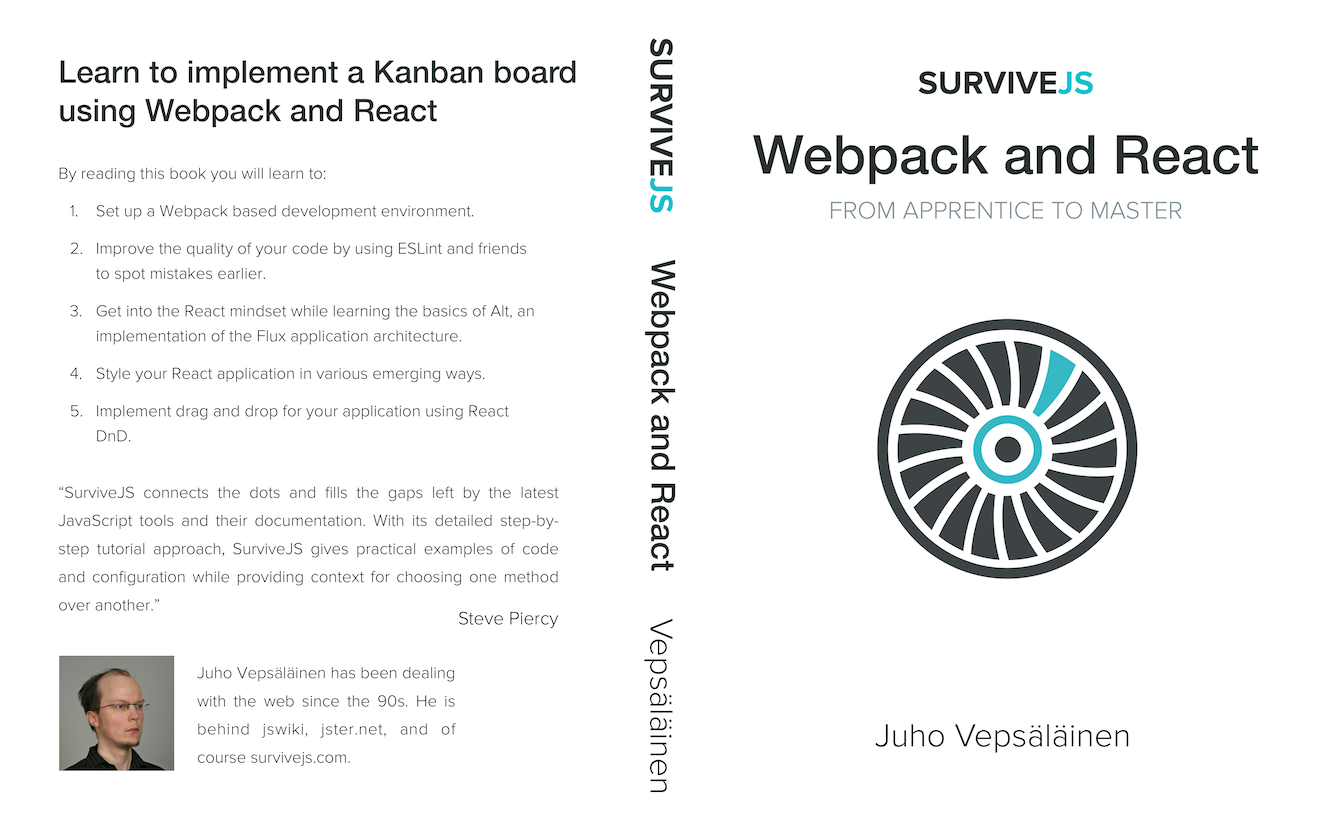 Learn to implement a Kanban board
using Webpack and React
By reading this book you will learn to:
1. Set up a Webpack based development environment.
2. Improve the quality of your code by using ESLint and friends
to spot mistakes earlier.
3. Get into the React mindset while learning the basics of Alt, an
implementation of the Flux application architecture.
4. Style your React application in various emerging ways.
5. Implement drag and drop for your application using React
DnD.
“SurviveJS connects the dots and fills the gaps left by the latest
JavaScript tools and their documentation. With its detailed step-by-
step tutorial approach, SurviveJS gives practical examples of code
and configuration while providing context for choosing one method
over another.”
Steve Piercy
Juho Vepsäläinen has been dealing
with the web since the 90s. He is
behind jswiki, jster.net, and of
course survivejs.com.
SURVIVEJS Webpack and React Vepsäläinen
SURVIVEJS
Webpack and React
FROM APPRENTICE TO MASTER
Juho Vepsäläinen